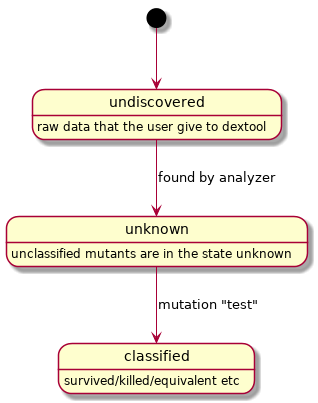 undiscovered
raw data that the user give to dextool
found by analyzer
unknown
unclassified mutants are in the state unknown
mutation "test"
classified
survived/killed/equivalent etc